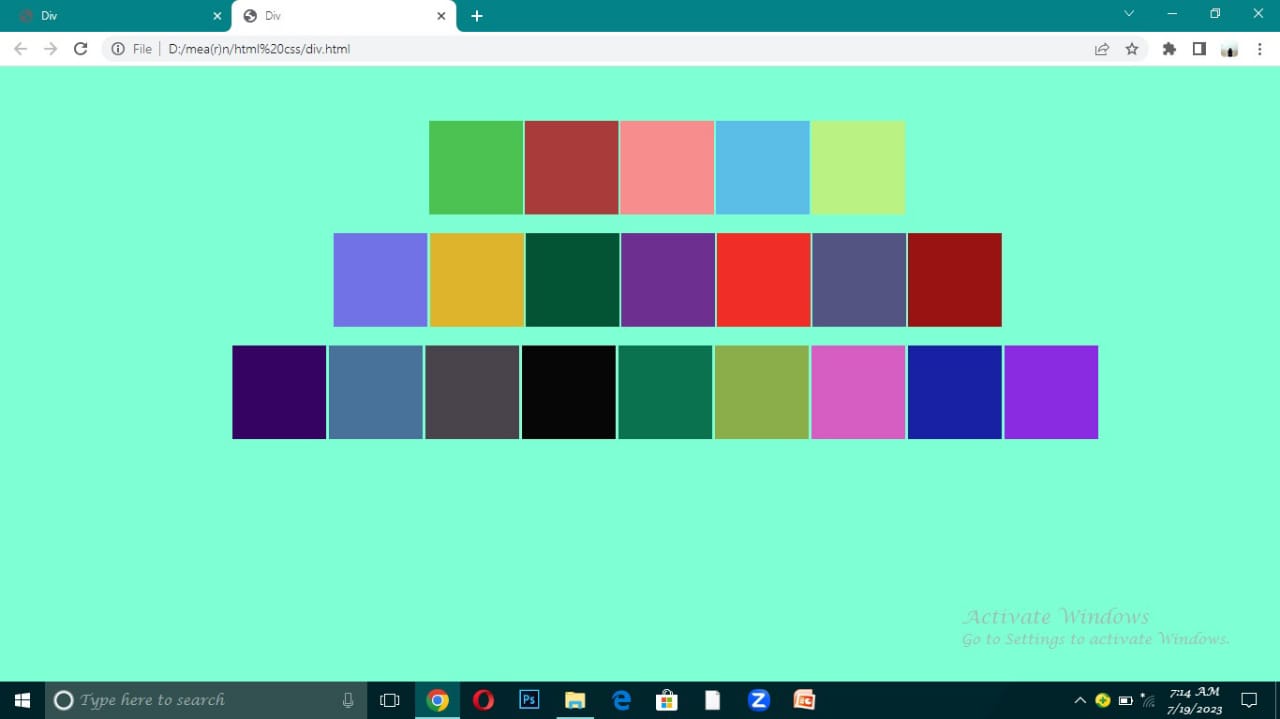 Div
Div
File
D:/mea(r)n/html%20css/div.html
Activate Windows
Go to Settings to activate Windows.
Type here to search
Ps
7:14 AM
7/19/2023